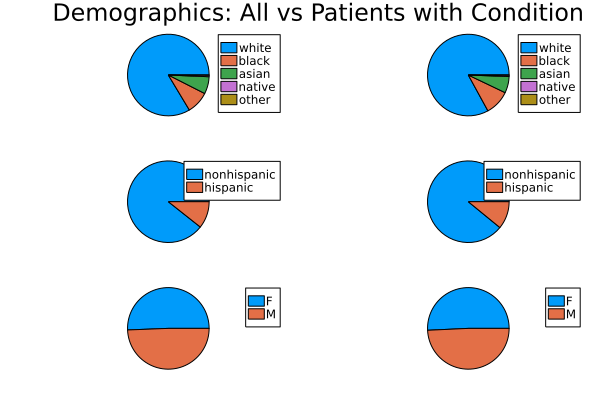 Demographics: All vs Patients with Condition
white
black
asian
native
other
white
black
asian
native
other
nonhispanic
hispanic
nonhispanic
hispanic
F
M
F
M